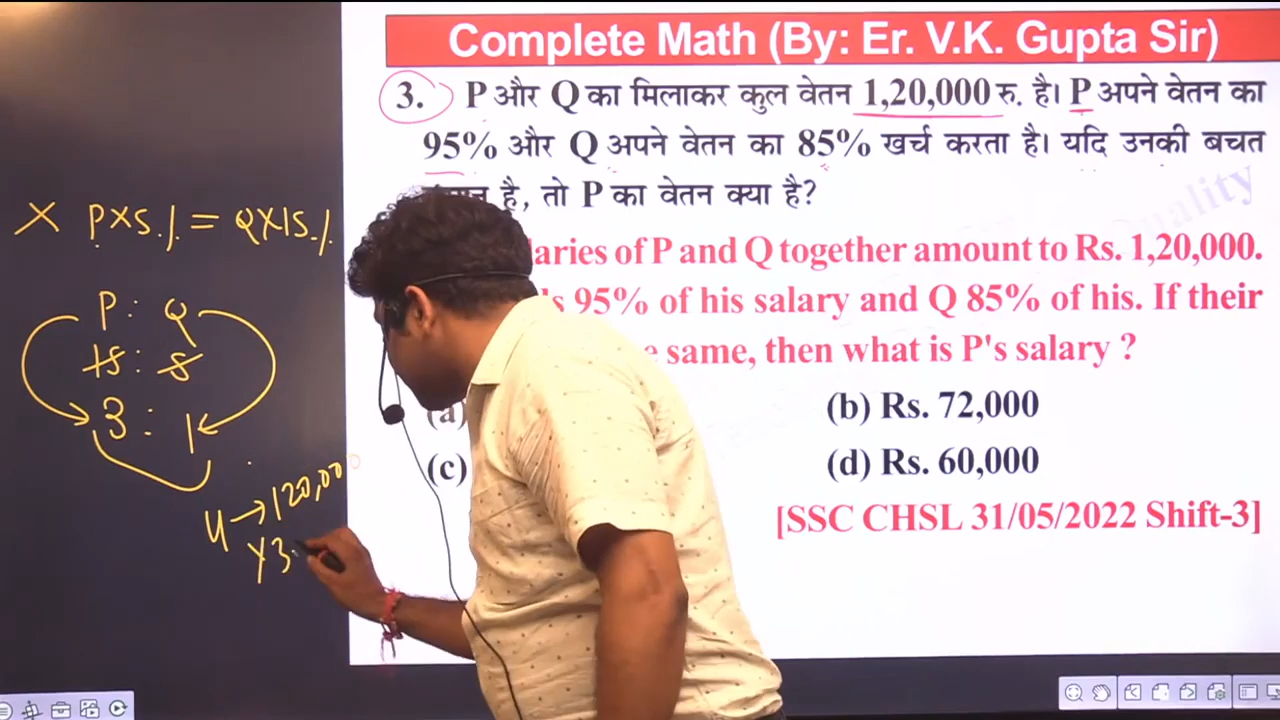 Complete Math (By: Er. V.K. Gupta Sir)
3. P और Q का मिलाकर कुल वेतन 1,20,000 रु. है। P अपने वेतन का
95% और Q अपने वेतन का 85% खर्च करता है। यदि उनकी बचत
है, तो P का वेतन क्या है?
of P and Q together amount to Rs. 1,20,000.
95% of his salary and Q 85% of his. If their
same, then what is P's salary ?
(a)
(b) Rs. 72,000
(c)
(d) Rs. 60,000
[SSC CHSL 31/05/2022 Shift-3]
X P×5% = Q×15%
P : Q
15 : 5
3 : 1
4→120,000
×3
uality